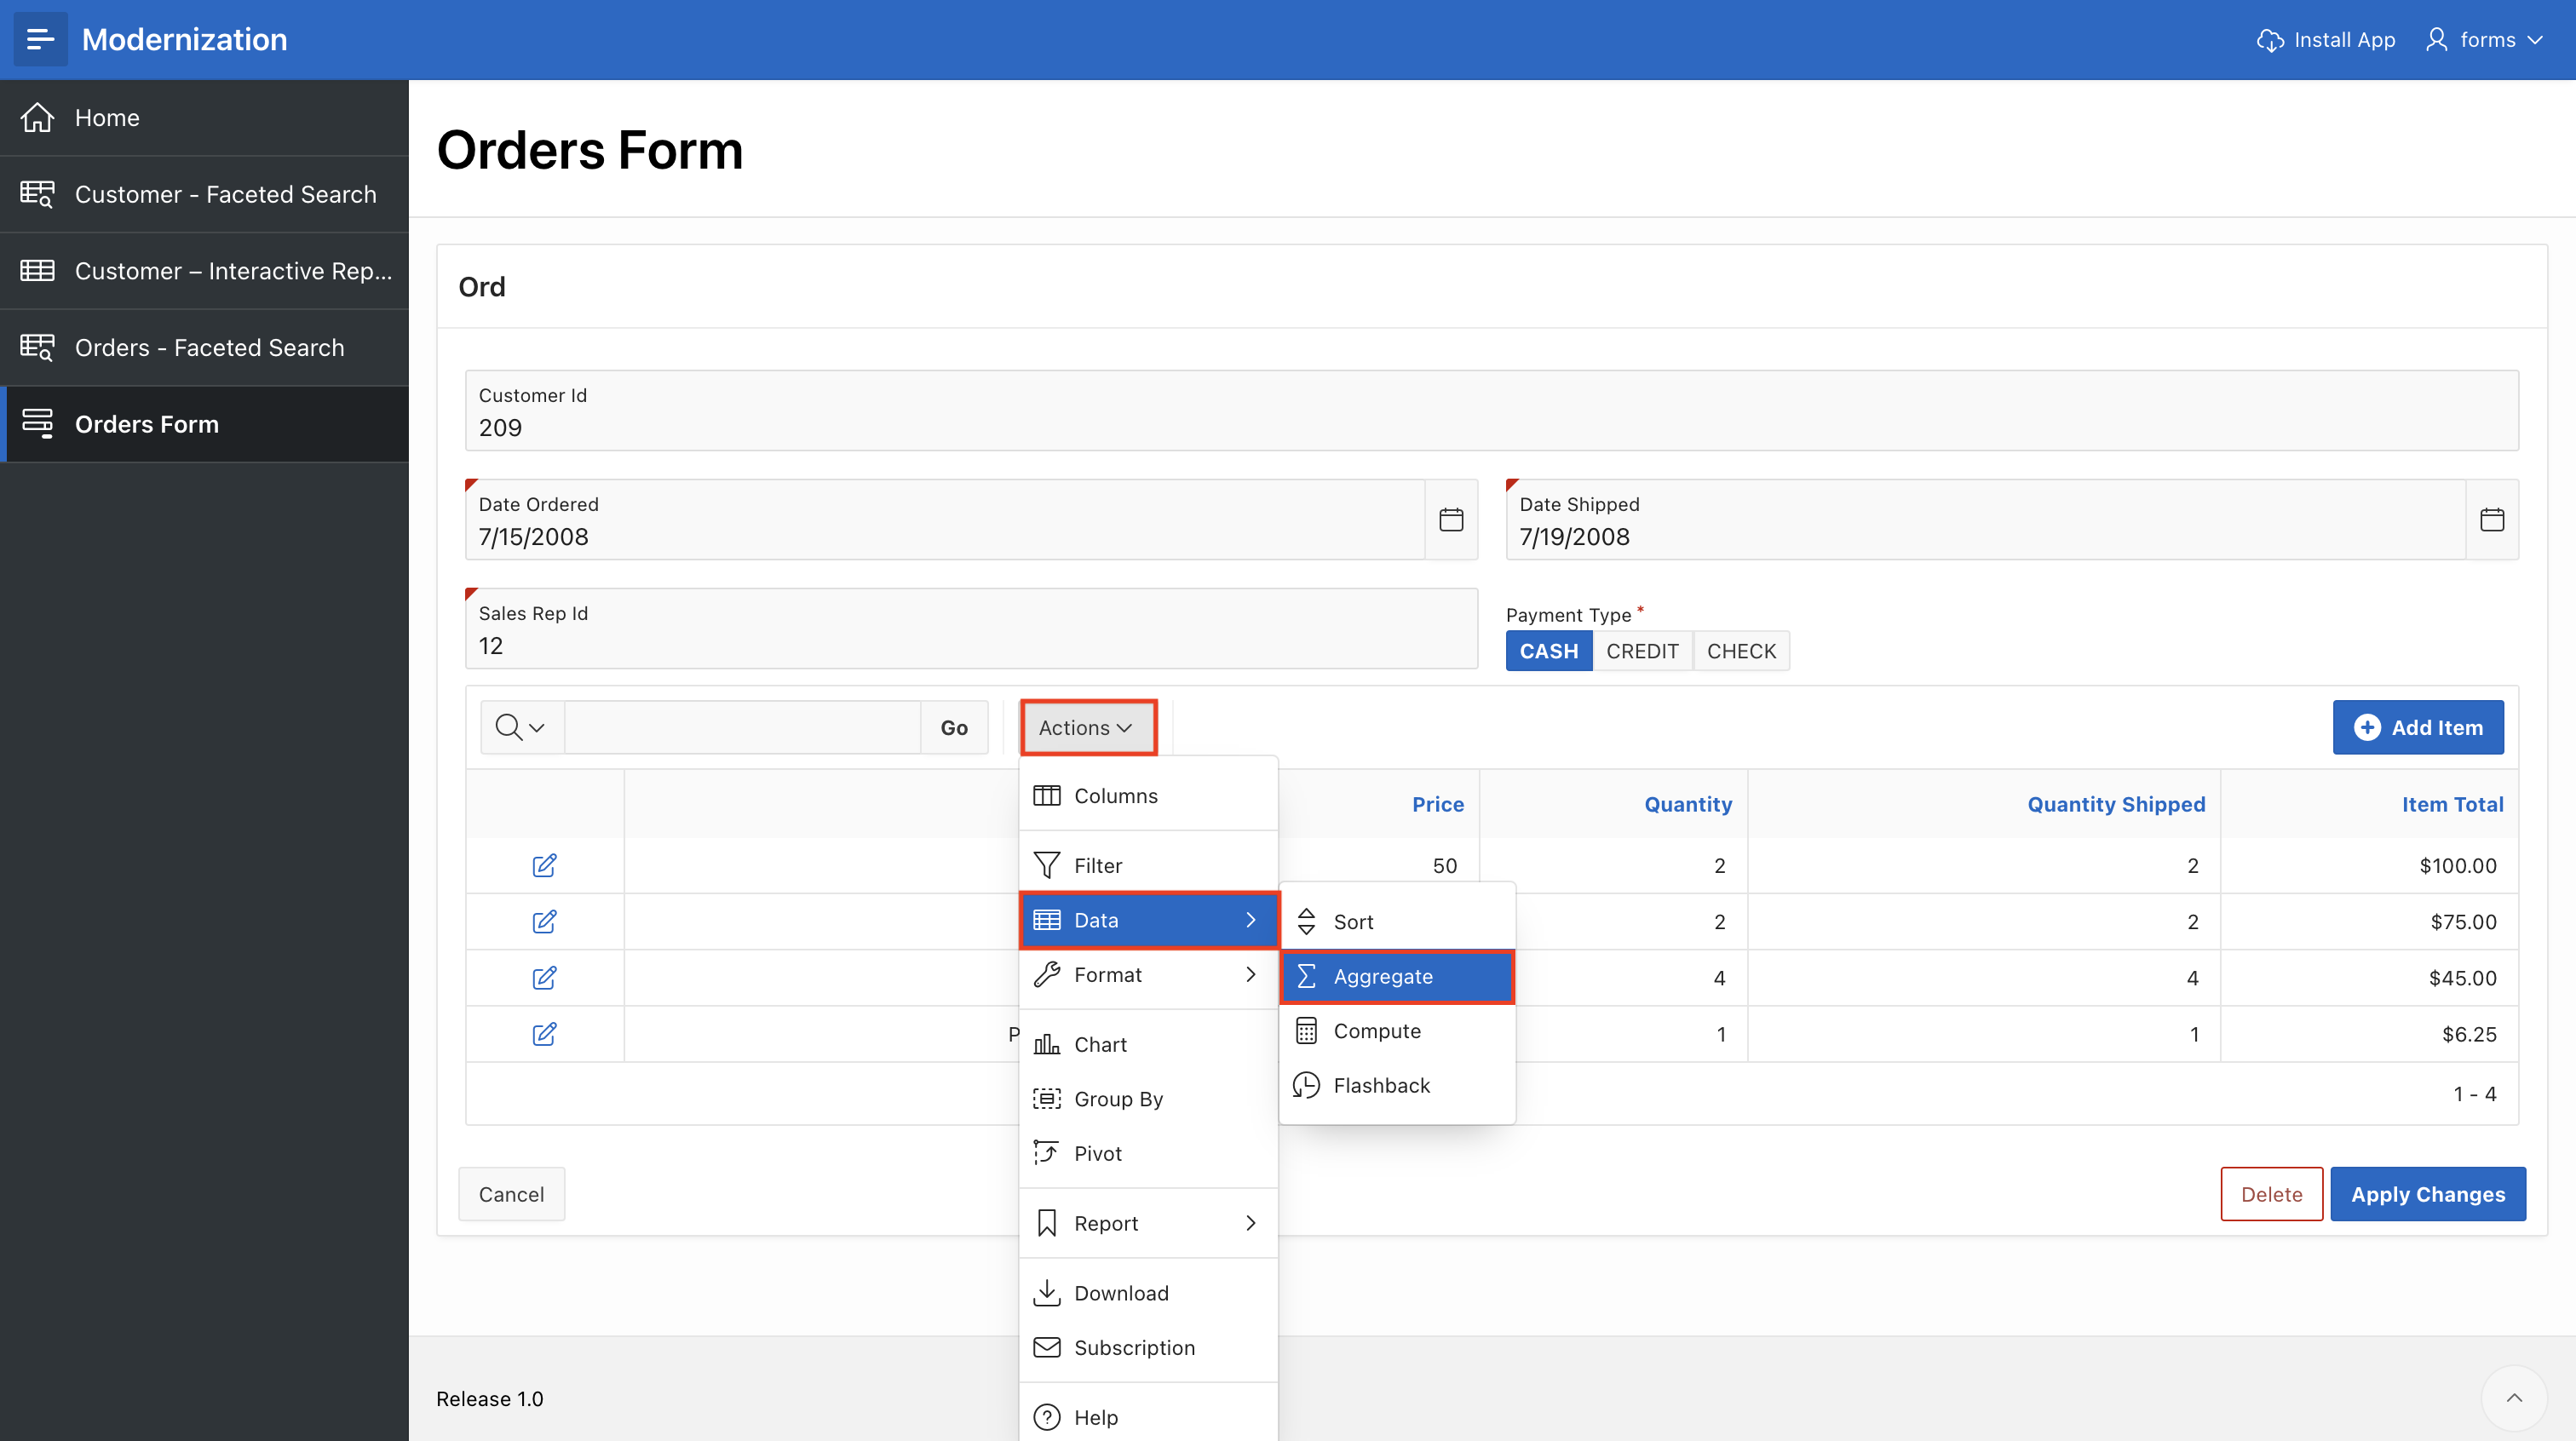 Modernization
Install App
forms
Home
Customer - Faceted Search
Customer – Interactive Rep...
Orders - Faceted Search
Orders Form
Orders Form
Ord
Customer Id
209
Date Ordered
7/15/2008
Date Shipped
7/19/2008
Sales Rep Id
12
Payment Type *
CASH CREDIT CHECK
Go
Actions
Add Item
Price Quantity Quantity Shipped Item Total
50 2 2 $100.00
2 2 $75.00
4 4 $45.00
P 1 1 $6.25
1 - 4
Columns
Filter
Data
Format
Chart
Group By
Pivot
Report
Download
Subscription
Help
Sort
Aggregate
Compute
Flashback
Cancel
Delete
Apply Changes
Release 1.0